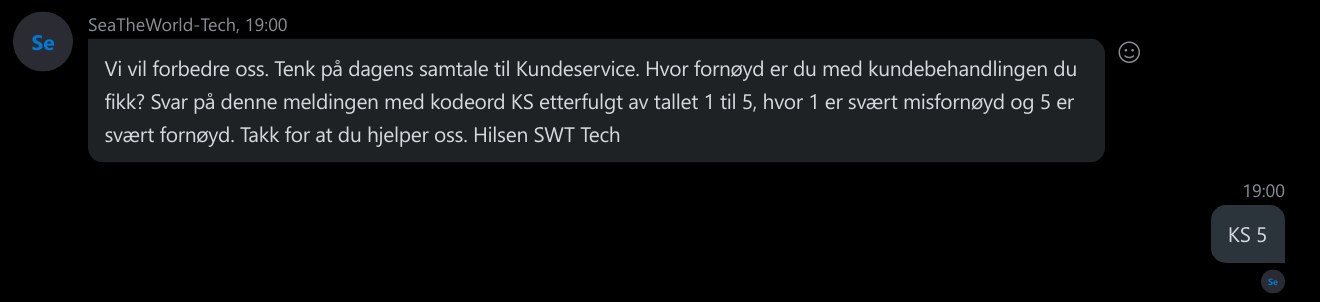 SeaTheWorld-Tech, 19:00
Se
Vi vil forbedre oss. Tenk på dagens samtale til Kundeservice. Hvor fornøyd er du med kundebehandlingen du
fikk? Svar på denne meldingen med kodeord KS etterfulgt av tallet 1 til 5, hvor 1 er svært misfornøyd og 5 er
svært fornøyd. Takk for at du hjelper oss. Hilsen SWT Tech
19:00
KS 5
Se